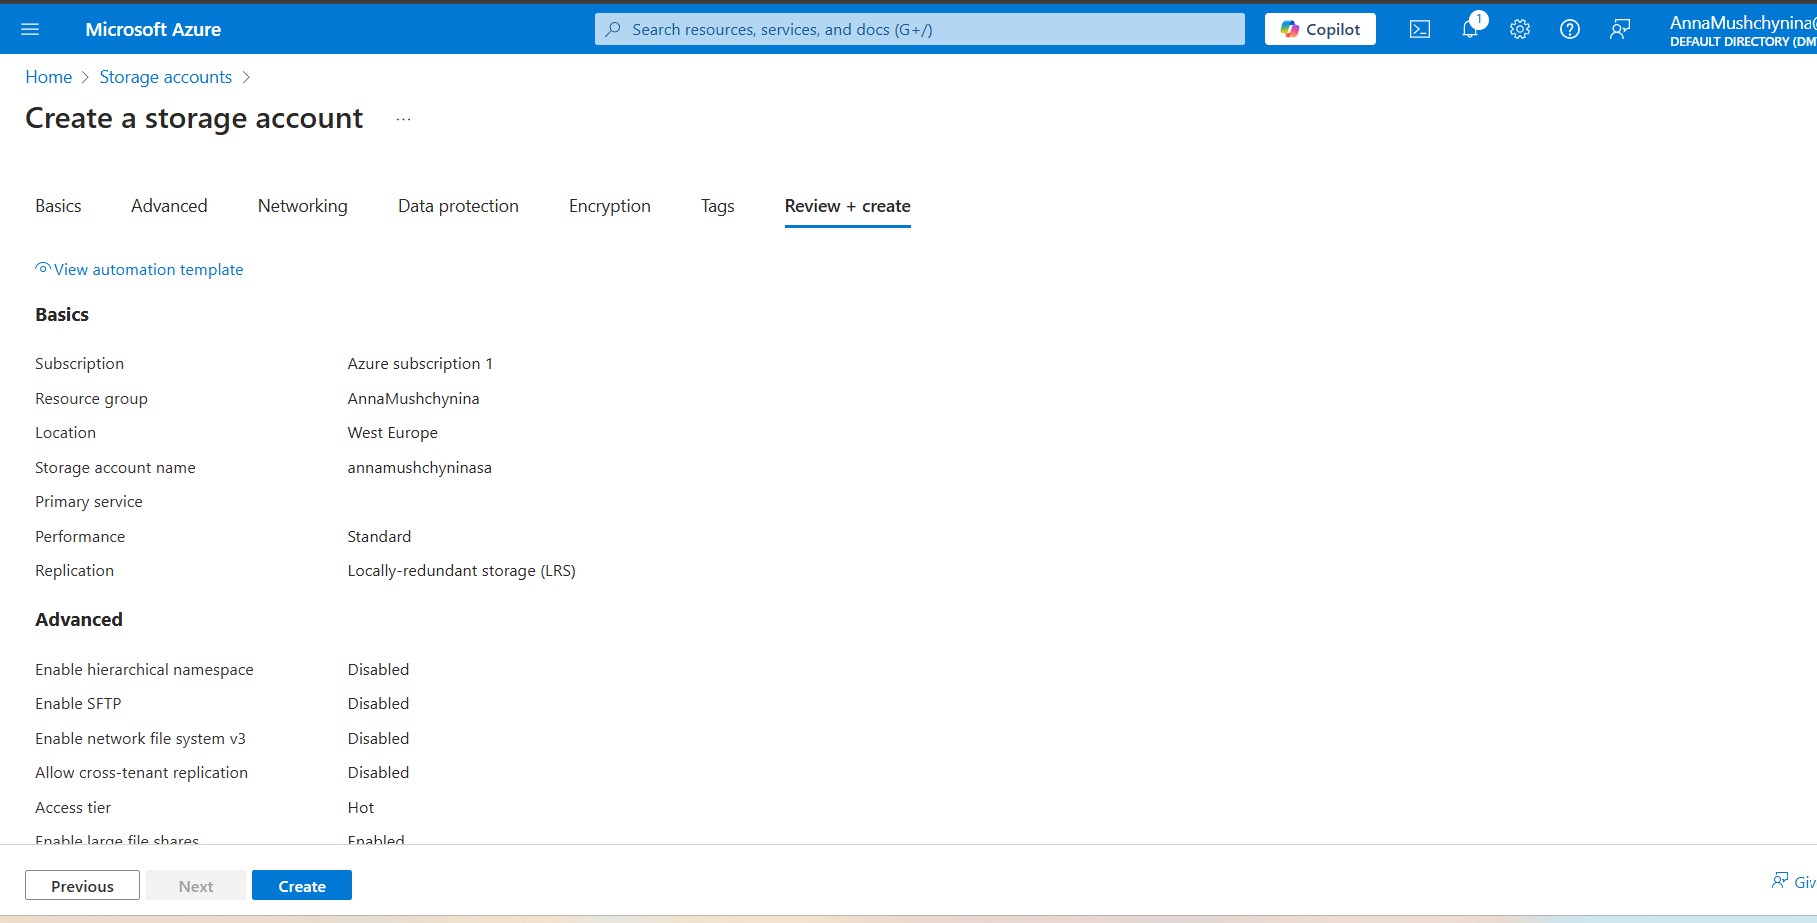 Microsoft Azure
Search resources, services, and docs (G+/)
Copilot
1
AnnaMushchynina@
DEFAULT DIRECTORY (DM
Home > Storage accounts >
Create a storage account ...
Basics Advanced Networking Data protection Encryption Tags Review + create
View automation template
Basics
Subscription Azure subscription 1
Resource group AnnaMushchynina
Location West Europe
Storage account name annamushchyninasa
Primary service
Performance Standard
Replication Locally-redundant storage (LRS)
Advanced
Enable hierarchical namespace Disabled
Enable SFTP Disabled
Enable network file system v3 Disabled
Allow cross-tenant replication Disabled
Access tier Hot
Enable large file shares Enabled
Previous Next Create
Giv